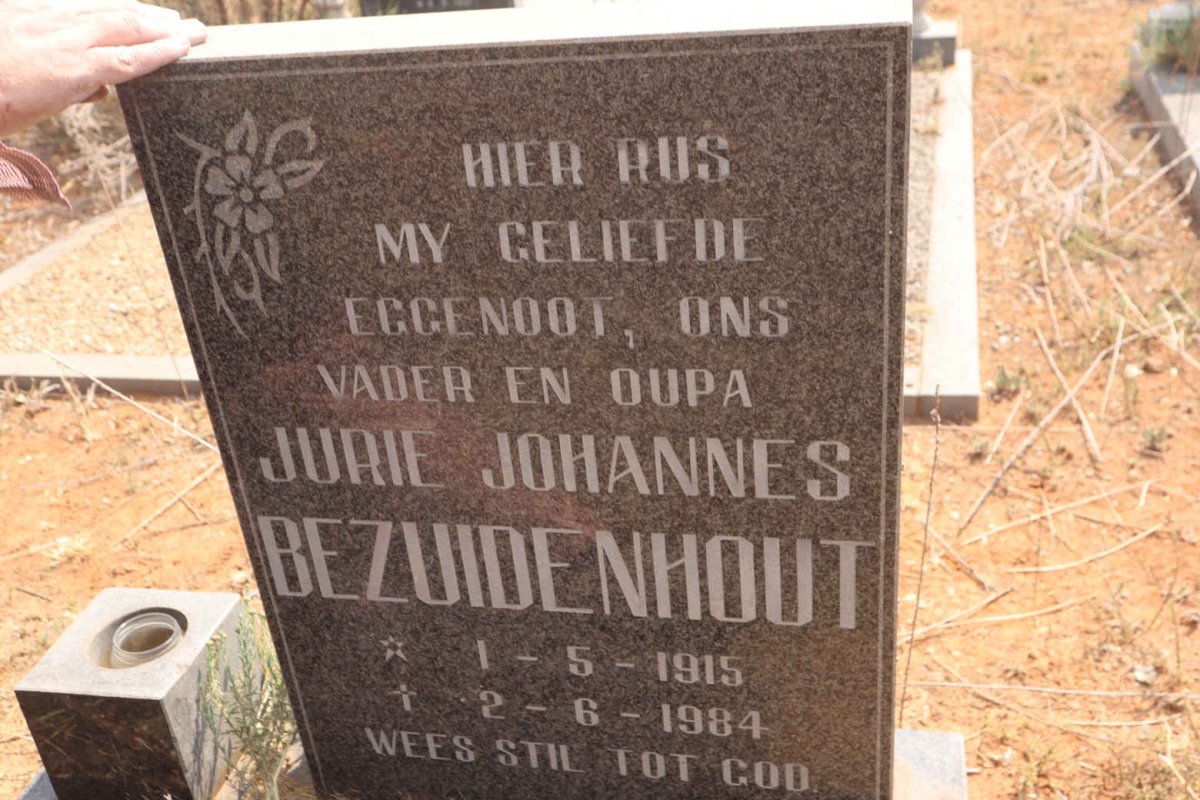 HIER RUS
MY GELIEFDE
EGGENOOT, ONS
VADER EN OUPA
JURIE JOHANNES
BEZUIDENHOUT
* 1 - 5 - 1915
† 2 - 6 - 1984
WEES STIL TOT GOD.